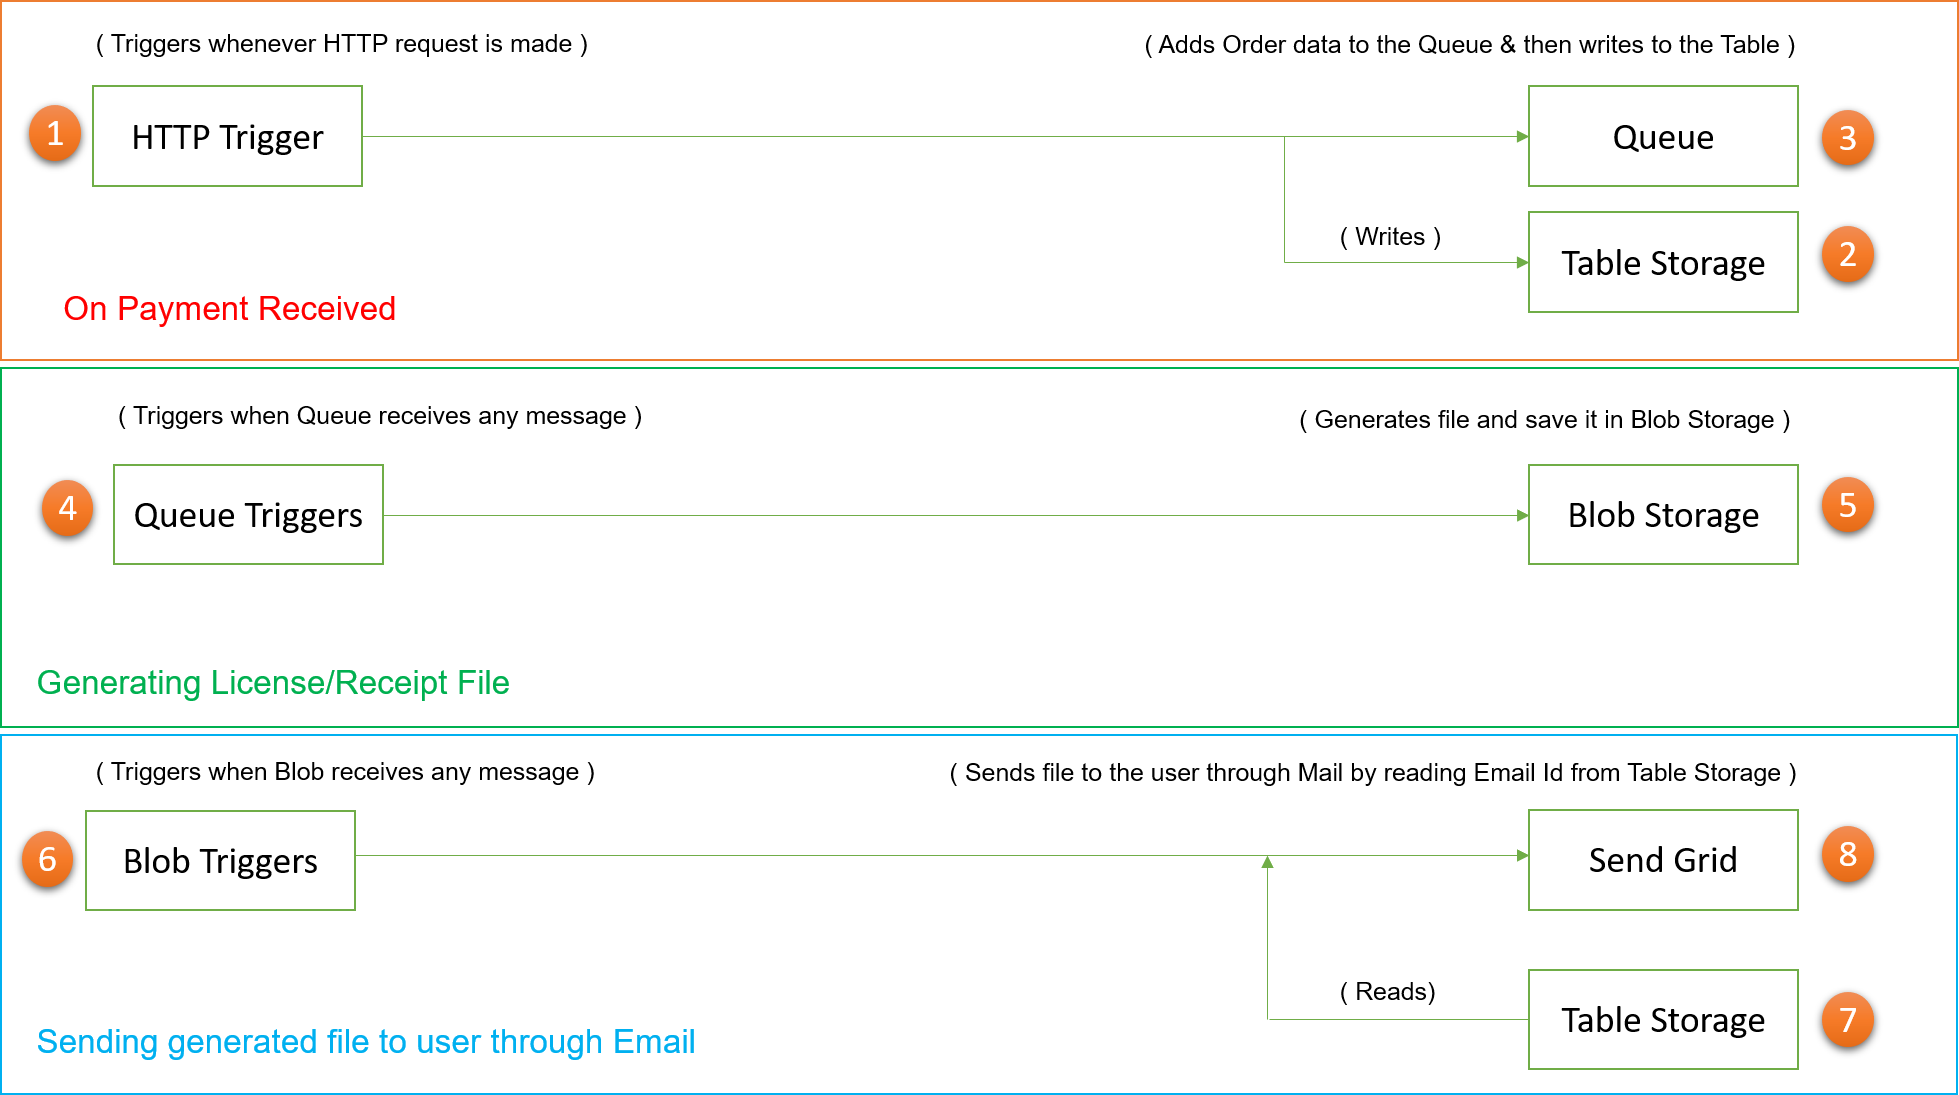 ( Triggers whenever HTTP request is made )
( Adds Order data to the Queue & then writes to the Table )
1
HTTP Trigger
Queue
3
( Writes )
Table Storage
2
On Payment Received
( Triggers when Queue receives any message )
( Generates file and save it in Blob Storage )
4
Queue Triggers
Blob Storage
5
Generating License/Receipt File
( Triggers when Blob receives any message )
( Sends file to the user through Mail by reading Email Id from Table Storage )
6
Blob Triggers
Send Grid
8
( Reads)
Table Storage
7
Sending generated file to user through Email